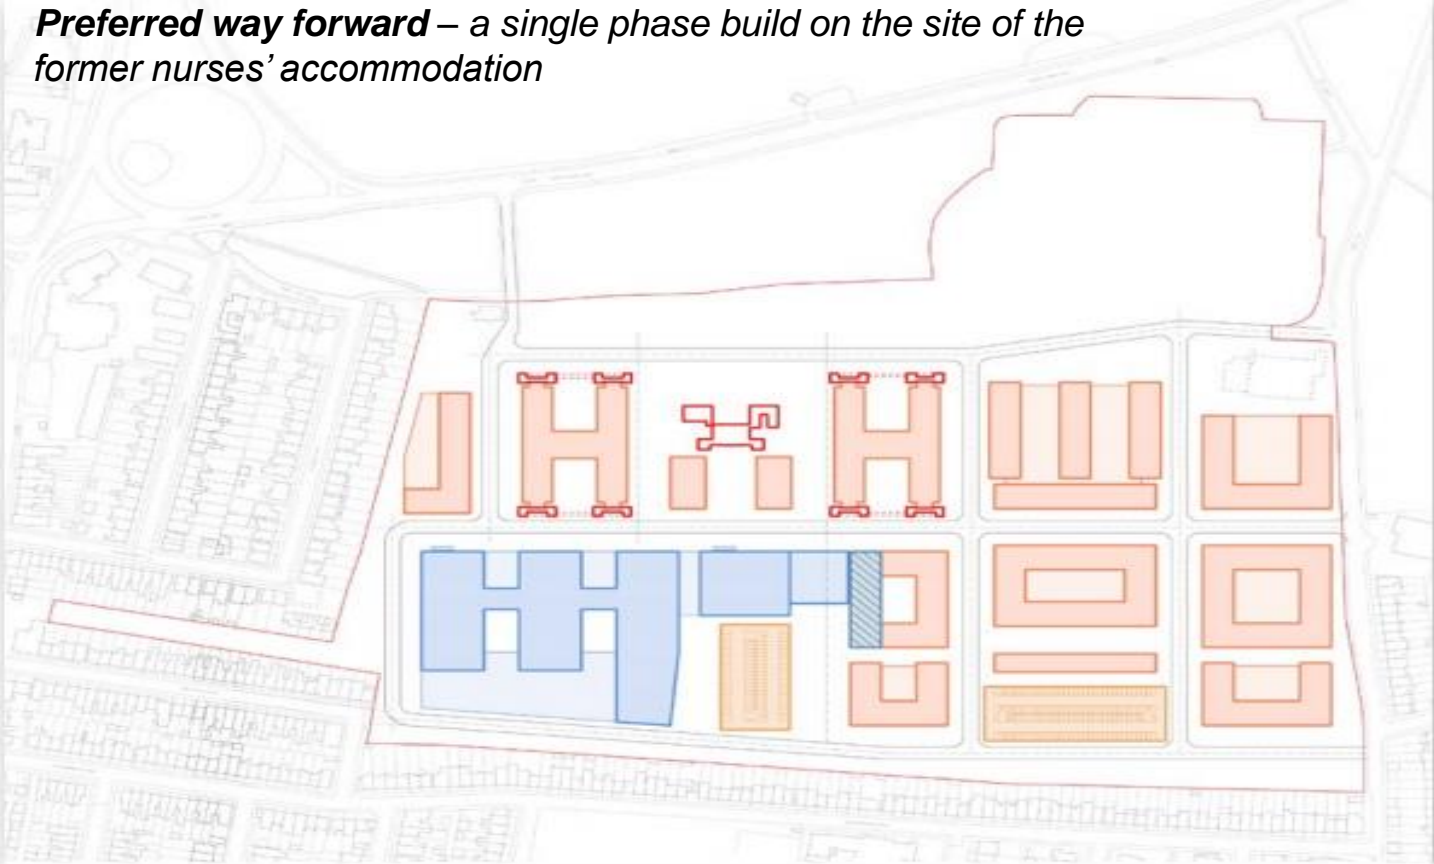 Preferred way forward – a single phase build on the site of the
former nurses’ accommodation